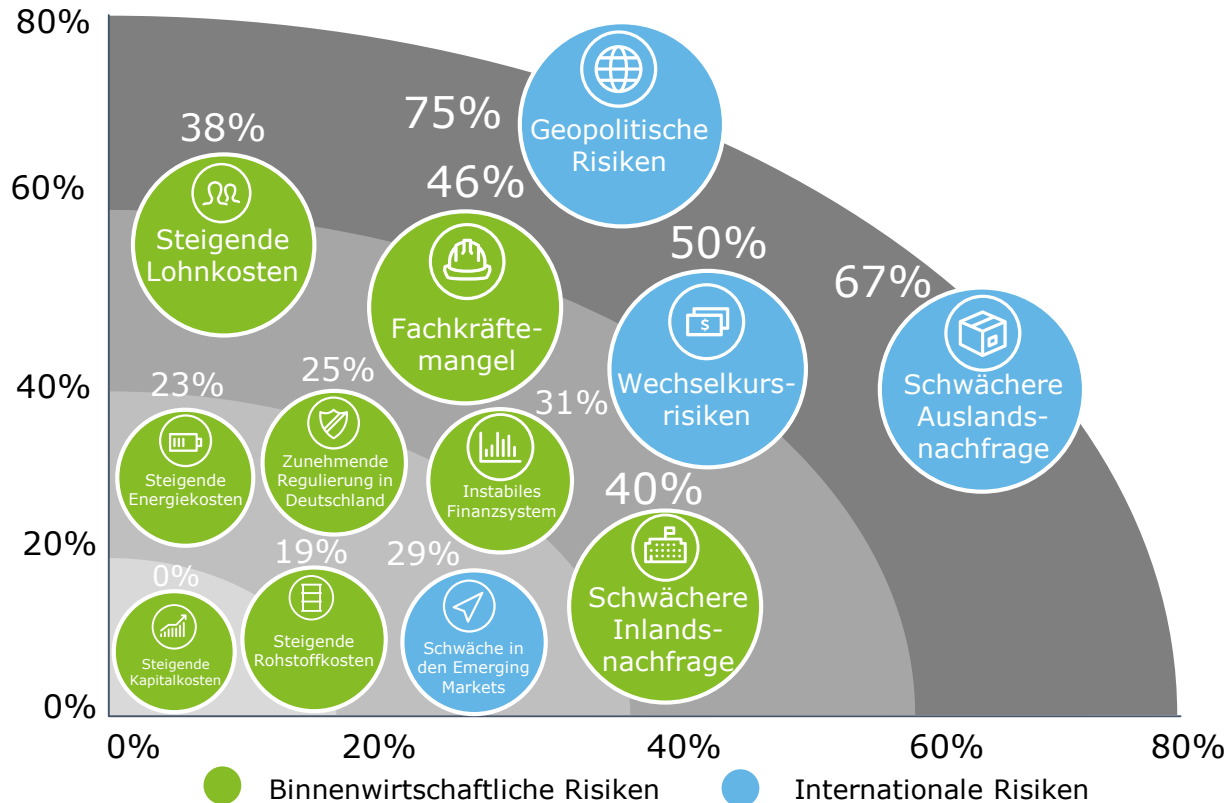 80%
75%
Geopolitische
Risiken
38%
46%
60%
Steigende
Lohnkosten
50%
67%
Fachkräfte-
mangel
$
Wechselkurs-
risiken
Schwächere
Auslands-
nachfrage
40%
23%
25%
31%
Steigende
Energiekosten
Zunehmende
Regulierung in
Deutschland
Instabiles
Finanzsystem
40%
20%
0%
19%
29%
Schwächere
Inlands-
nachfrage
Steigende
Kapitalkosten
Steigende
Rohstoffkosten
Schwäche in
den Emerging
Markets
0%
0%
20%
40%
60%
80%
Binnenwirtschaftliche Risiken
Internationale Risiken